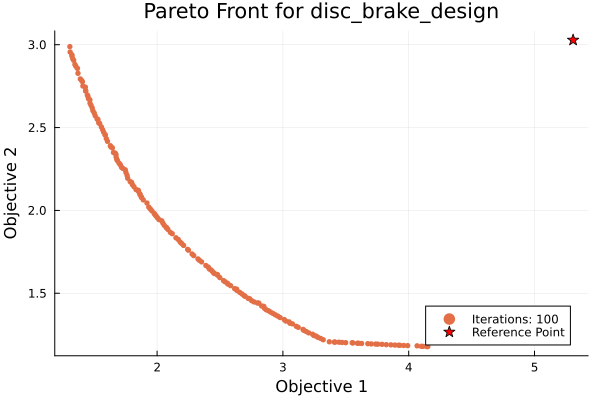 Pareto Front for disc_brake_design
Objective 2
3.0
2.5
2.0
1.5
Iterations: 100
Reference Point
2 3 4 5
Objective 1